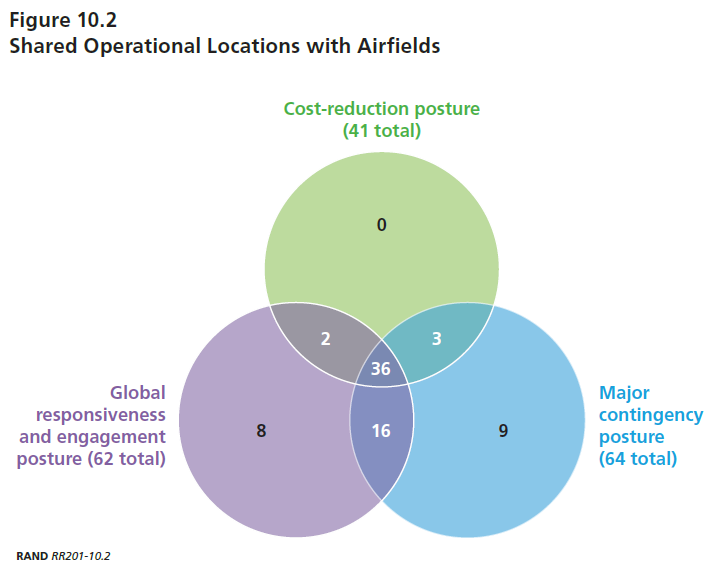 Figure 10.2
Shared Operational Locations with Airfields
Cost-reduction posture
(41 total)
0
2
3
36
Global
responsiveness
and engagement
posture (62 total)
8
16
9
Major
contingency
posture
(64 total)
RAND RR201-10.2